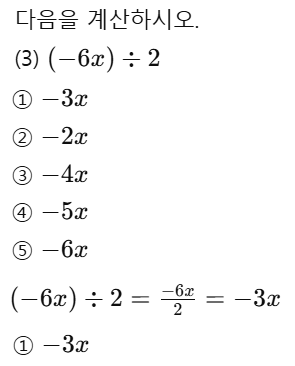 다음을 계산하시오.
(3) (−6x) ÷ 2
① −3x
② −2x
③ −4x
④ −5x
⑤ −6x
(−6x) ÷ 2 = \frac{−6x}{2} = −3x
① −3x